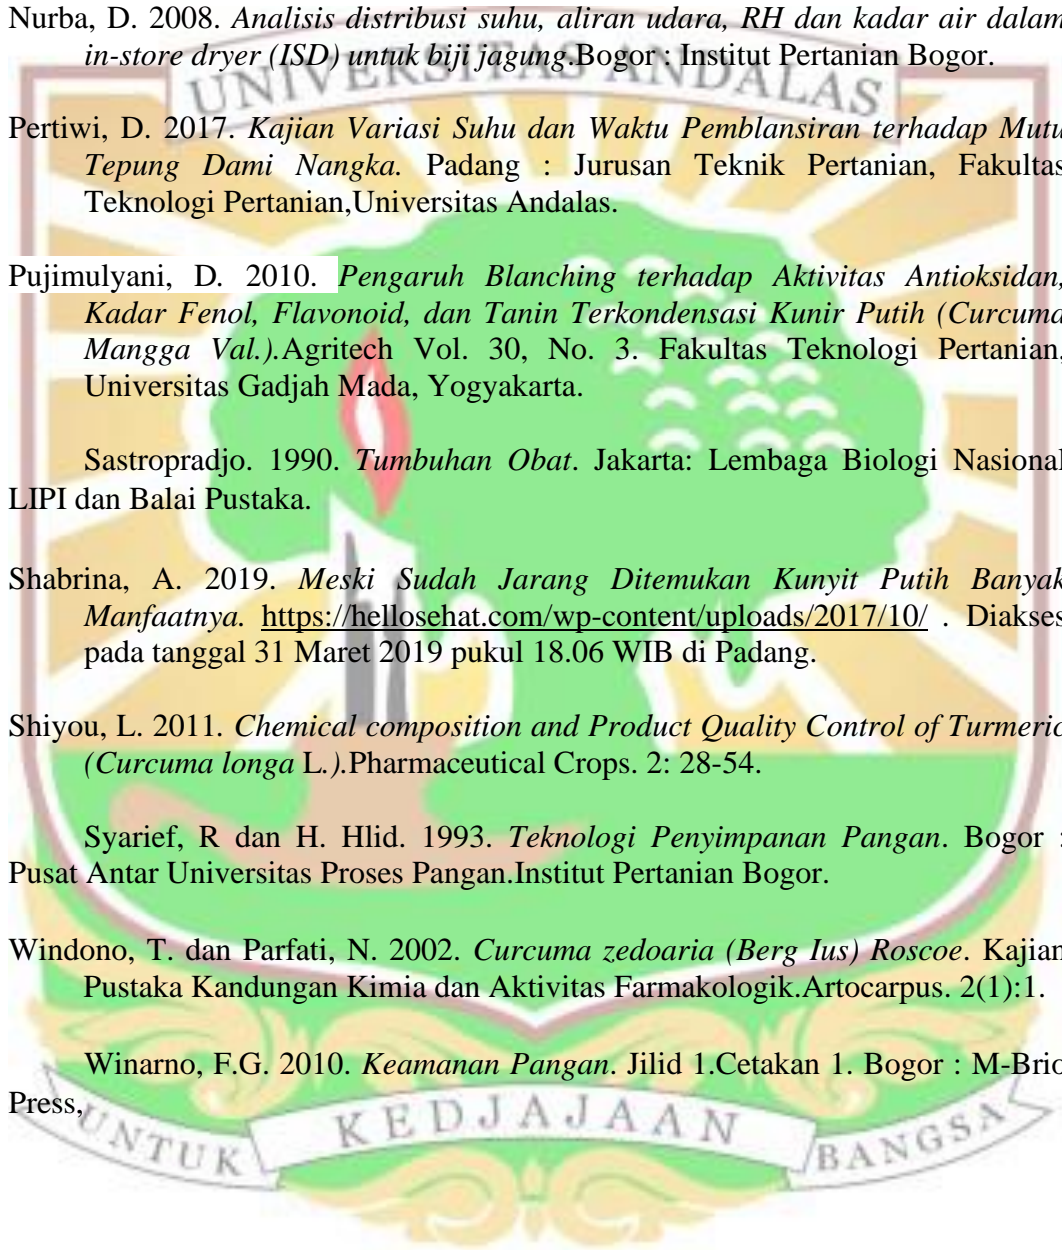 Nurba, D. 2008. Analisis distribusi suhu, aliran udara, RH dan kadar air dalam
in-store dryer (ISD) untuk biji jagung.Bogor : Institut Pertanian Bogor.
UNIVERSITAS ANDALAS
Pertiwi, D. 2017. Kajian Variasi Suhu dan Waktu Pemblansiran terhadap Mutu
Tepung Dami Nangka. Padang : Jurusan Teknik Pertanian, Fakultas
Teknologi Pertanian,Universitas Andalas.
Pujimulyani, D. 2010. Pengaruh Blanching terhadap Aktivitas Antioksidan,
Kadar Fenol, Flavonoid, dan Tanin Terkondensasi Kunir Putih (Curcuma
Mangga Val.).Agritech Vol. 30, No. 3. Fakultas Teknologi Pertanian,
Universitas Gadjah Mada, Yogyakarta.
Sastropradjo. 1990. Tumbuhan Obat. Jakarta: Lembaga Biologi Nasional
LIPI dan Balai Pustaka.
Shabrina, A. 2019. Meski Sudah Jarang Ditemukan Kunyit Putih Banyak
Manfaatnya. https://hellosehat.com/wp-content/uploads/2017/10/ . Diakses
pada tanggal 31 Maret 2019 pukul 18.06 WIB di Padang.
Shiyou, L. 2011. Chemical composition and Product Quality Control of Turmeric
(Curcuma longa L.).Pharmaceutical Crops. 2: 28-54.
Syarief, R dan H. Hlid. 1993. Teknologi Penyimpanan Pangan. Bogor :
Pusat Antar Universitas Proses Pangan.Institut Pertanian Bogor.
Windono, T. dan Parfati, N. 2002. Curcuma zedoaria (Berg Ius) Roscoe. Kajian
Pustaka Kandungan Kimia dan Aktivitas Farmakologik.Artocarpus. 2(1):1.
Winarno, F.G. 2010. Keamanan Pangan. Jilid 1.Cetakan 1. Bogor : M-Brio
Press,
UNTUK KEDJAJAAN BANGSA